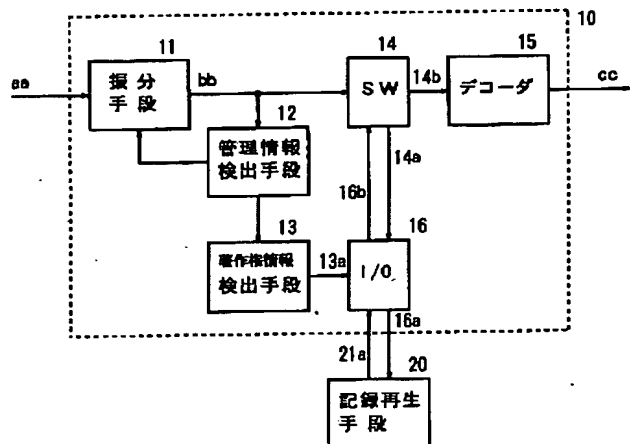 10
11
14
15
aa
振分
手段
bb
SW
14b
デコーダ
cc
12
管理情報
検出手段
14a
16b
13
16
著作権情報
検出手段
13a
I/O
16a
21a
20
記録再生
手段